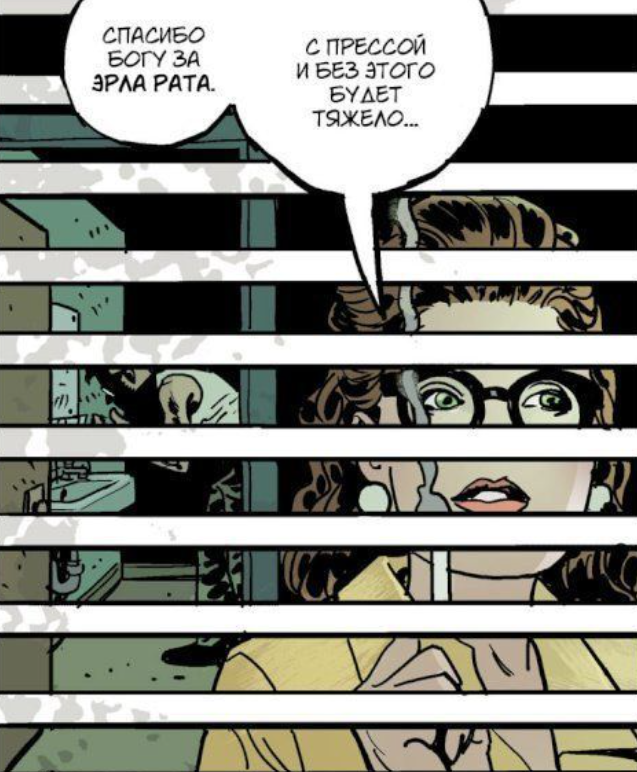 СПАСИБО
БОГУ ЗА
ЭРЛА РАТА.
С ПРЕССОЙ
И БЕЗ ЭТОГО
БУДЕТ
ТЯЖЕЛО...